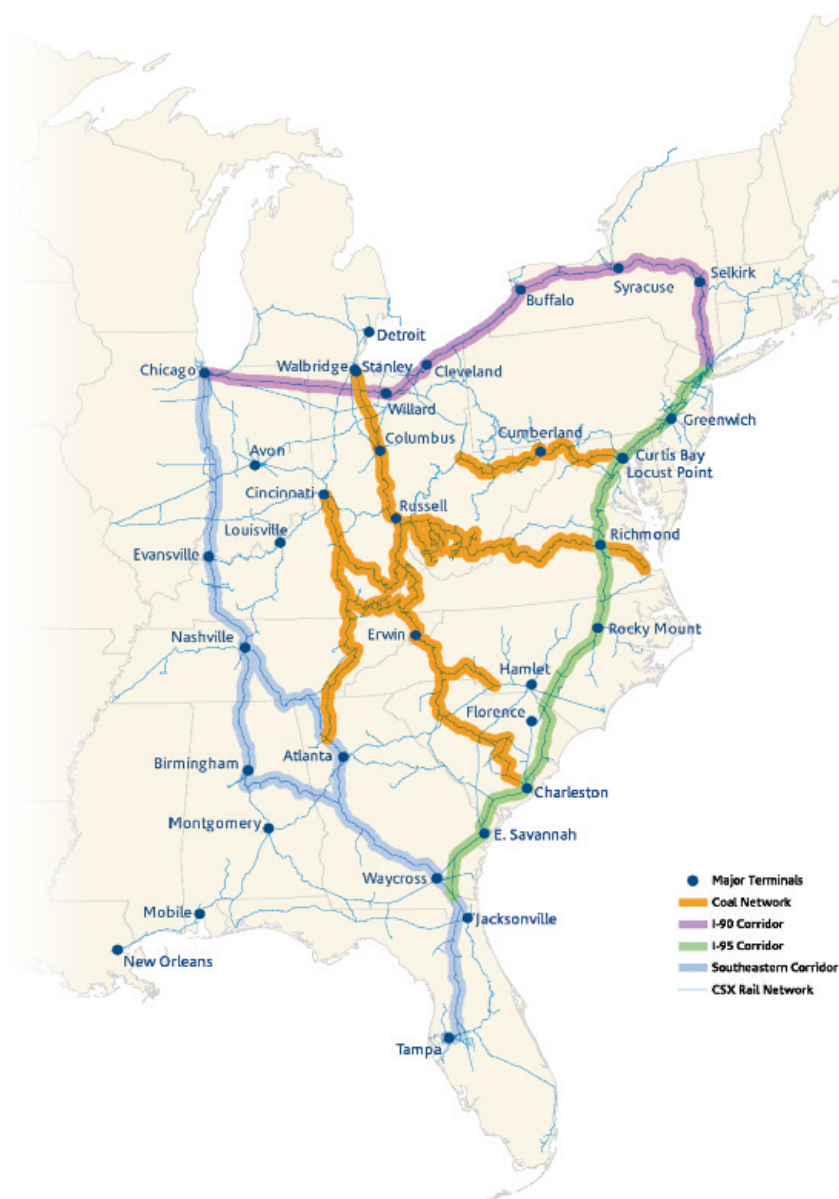 Selkirk
Syracuse
Buffalo
Detroit
Chicago
Walbridge
Stanley
Cleveland
Willard
Greenwich
Columbus
Cumberland
Avon
Curtis Bay
Locust Point
Cincinnati
Russell
Louisville
Richmond
Evansville
Nashville
Erwin
Rocky Mount
Hamlet
Florence
Atlanta
Birmingham
Charleston
Montgomery
E. Savannah
Waycross
Mobile
Jacksonville
New Orleans
Tampa
Major Terminals
Coal Network
I-90 Corridor
I-95 Corridor
Southeastern Corridor
CSX Rail Network